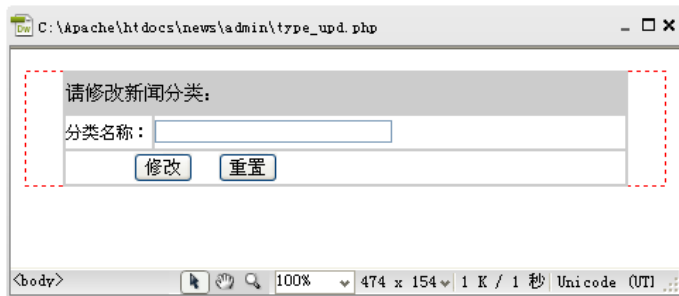 C:\Apache\htdocs\news\admin\type_upd.php
请修改新闻分类：
分类名称：
修改 重置
<body> 100% 474 x 154 1 K / 1 秒 Unicode (UTI